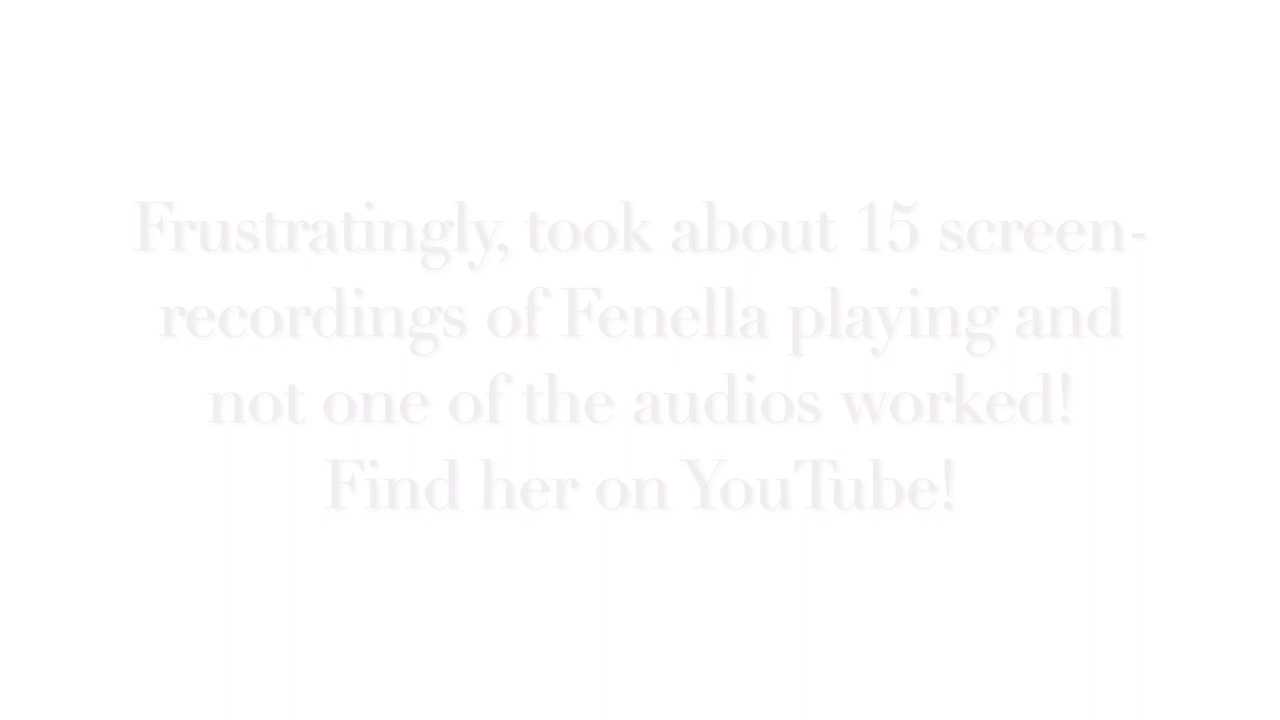 Frustratingly, took about 15 screen-
recordings of Fenella playing and
not one of the audios worked!
Find her on YouTube!